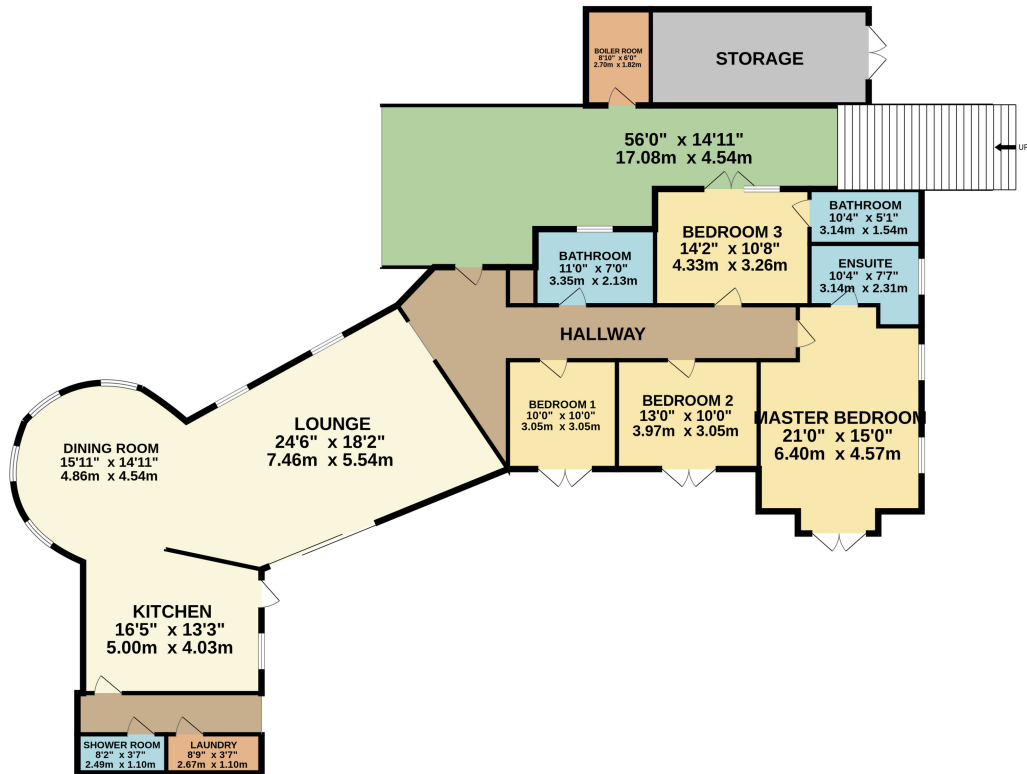 BOILER ROOM
8'10" x 6'0"
2.70m x 1.82m
STORAGE
56'0" x 14'11"
17.08m x 4.54m
UP
BATHROOM
10'4" x 5'1"
3.14m x 1.54m
BEDROOM 3
14'2" x 10'8"
4.33m x 3.26m
BATHROOM
11'0" x 7'0"
3.35m x 2.13m
ENSUITE
10'4" x 7'7"
3.14m x 2.31m
HALLWAY
BEDROOM 1
10'0" x 10'0"
3.05m x 3.05m
BEDROOM 2
13'0" x 10'0"
3.97m x 3.05m
MASTER BEDROOM
21'0" x 15'0"
6.40m x 4.57m
LOUNGE
24'6" x 18'2"
7.46m x 5.54m
DINING ROOM
15'11" x 14'11"
4.86m x 4.54m
KITCHEN
16'5" x 13'3"
5.00m x 4.03m
SHOWER ROOM
8'2" x 3'7"
2.49m x 1.10m
LAUNDRY
8'9" x 3'7"
2.67m x 1.10m